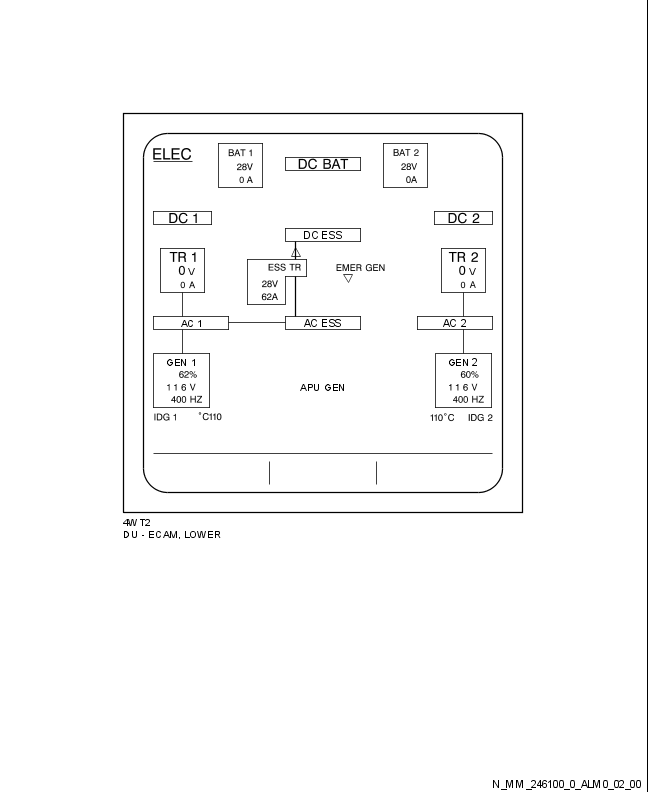 ELEC
BAT 1
28V
0 A
DC BAT
BAT 2
28V
0A
DC 1
DC ESS
DC 2
TR 1
0 V
0 A
ESS TR
28V
62A
EMER GEN
TR 2
0 V
0 A
AC 1
AC ESS
AC 2
GEN 1
62%
116 V
400 HZ
APU GEN
GEN 2
60%
116 V
400 HZ
IDG 1 °C110
110°C IDG 2
4WT2
DU - ECAM, LOWER
N_MM_246100_0_ALM0_02_00